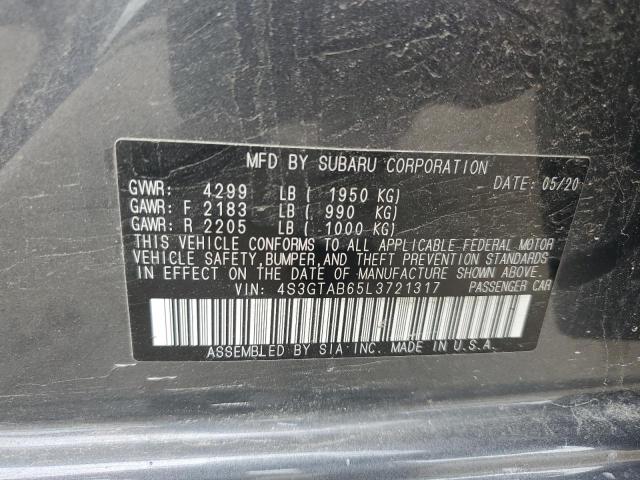 MFD BY SUBARU CORPORATION
DATE: 05/20
GVWR: 4299 LB ( 1950 KG)
GAWR: F 2183 LB ( 990 KG)
GAWR: R 2205 LB ( 1000 KG)
THIS VEHICLE CONFORMS TO ALL APPLICABLE FEDERAL MOTOR
VEHICLE SAFETY, BUMPER, AND THEFT PREVENTION STANDARDS
IN EFFECT ON THE DATE OF MANUFACTURE SHOWN ABOVE.
VIN: 4S3GTAB65L3721317 PASSENGER CAR
ASSEMBLED BY SIA INC. MADE IN U.S.A.